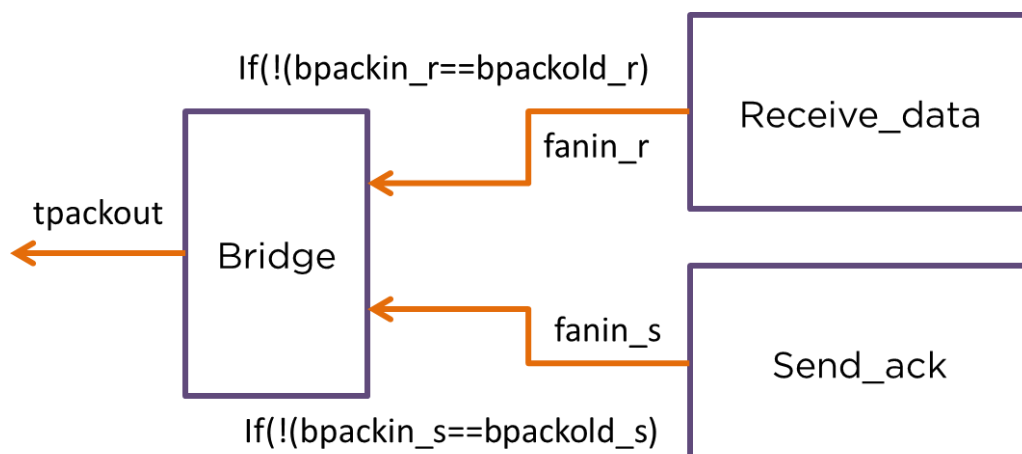 If(!(bpackin_r==bpackold_r)
Receive_data
fanin_r
tpackout
Bridge
fanin_s
Send_ack
If(!(bpackin_s==bpackold_s)